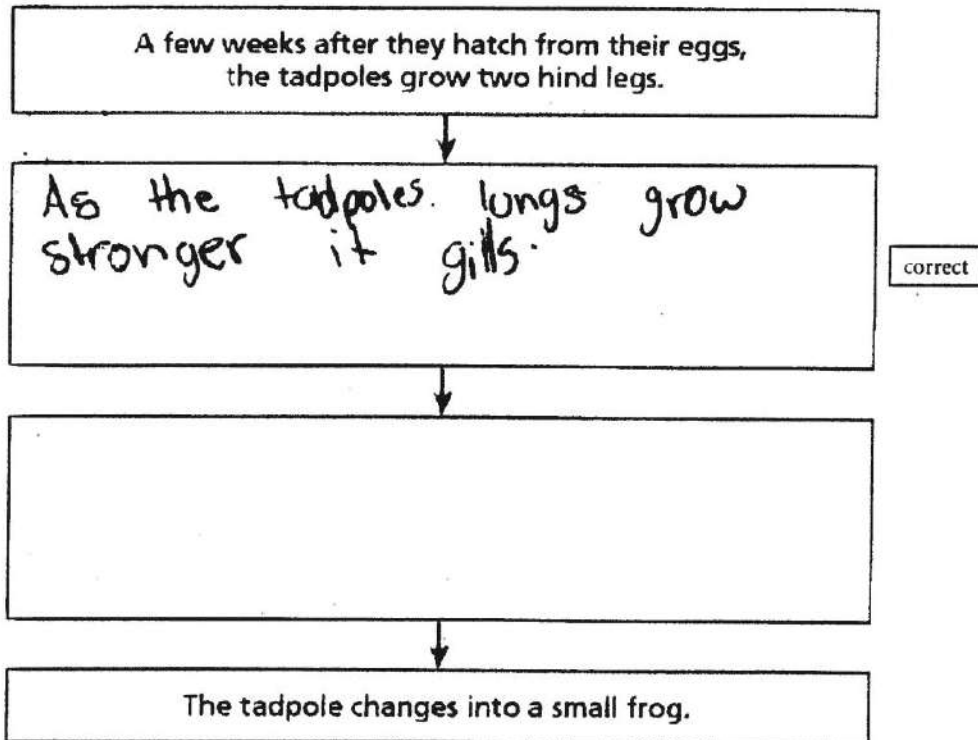 A few weeks after they hatch from their eggs,
the tadpoles grow two hind legs.
As the tadpoles. lungs grow
stronger it gills.
correct
The tadpole changes into a small frog.